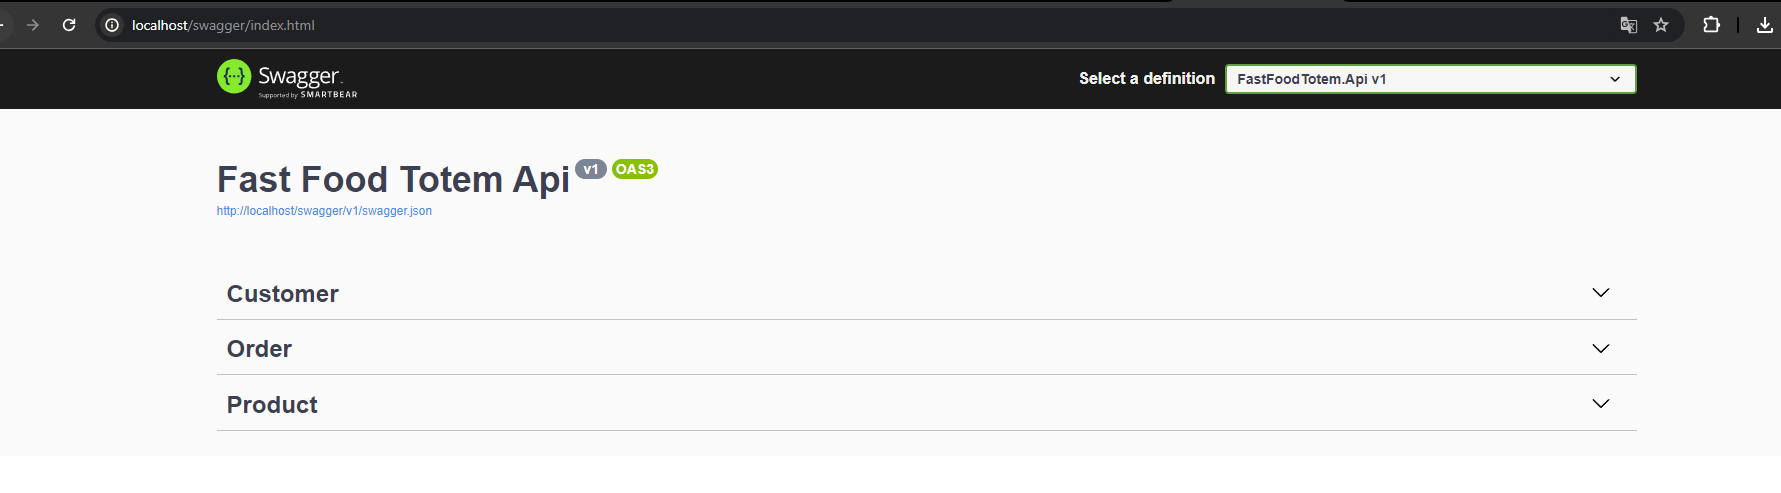 localhost/swagger/index.html
Swagger
Supported by SMARTBEAR
Select a definition
FastFoodTotem.Api v1
Fast Food Totem Api v1 OAS3
http://localhost/swagger/v1/swagger.json
Customer
Order
Product